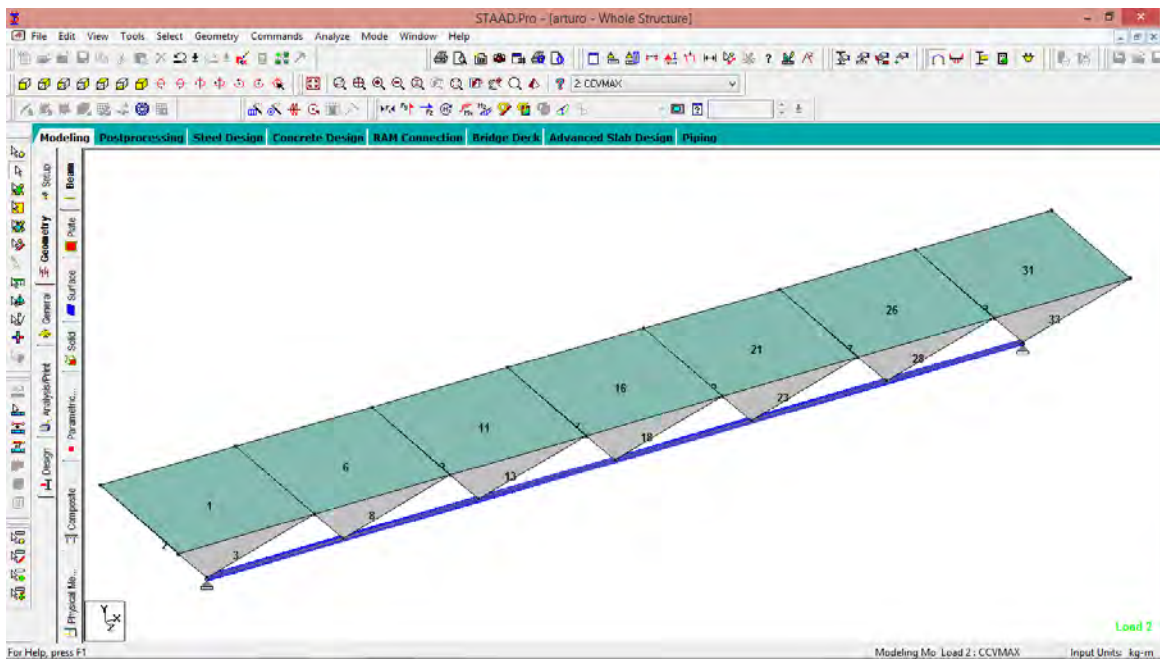 STAAD.Pro - [arturo - Whole Structure]
File Edit View Tools Select Geometry Commands Analyze Mode Window Help
2: CCVMAX
Modeling Postprocessing Steel Design Concrete Design RAM Connection Bridge Deck Advanced Slab Design Piping
Setup
Geometry
General
Analysis/Print
Design
Beam
Plate
Surface
Solid
Parametric...
Composite
Physical Me...
31
26
33
21
28
16
23
11
18
6
13
1
8
3
Y
X
Z
Load 2
For Help, press F1
Modeling Mo Load 2 : CCVMAX
Input Units: kg-m